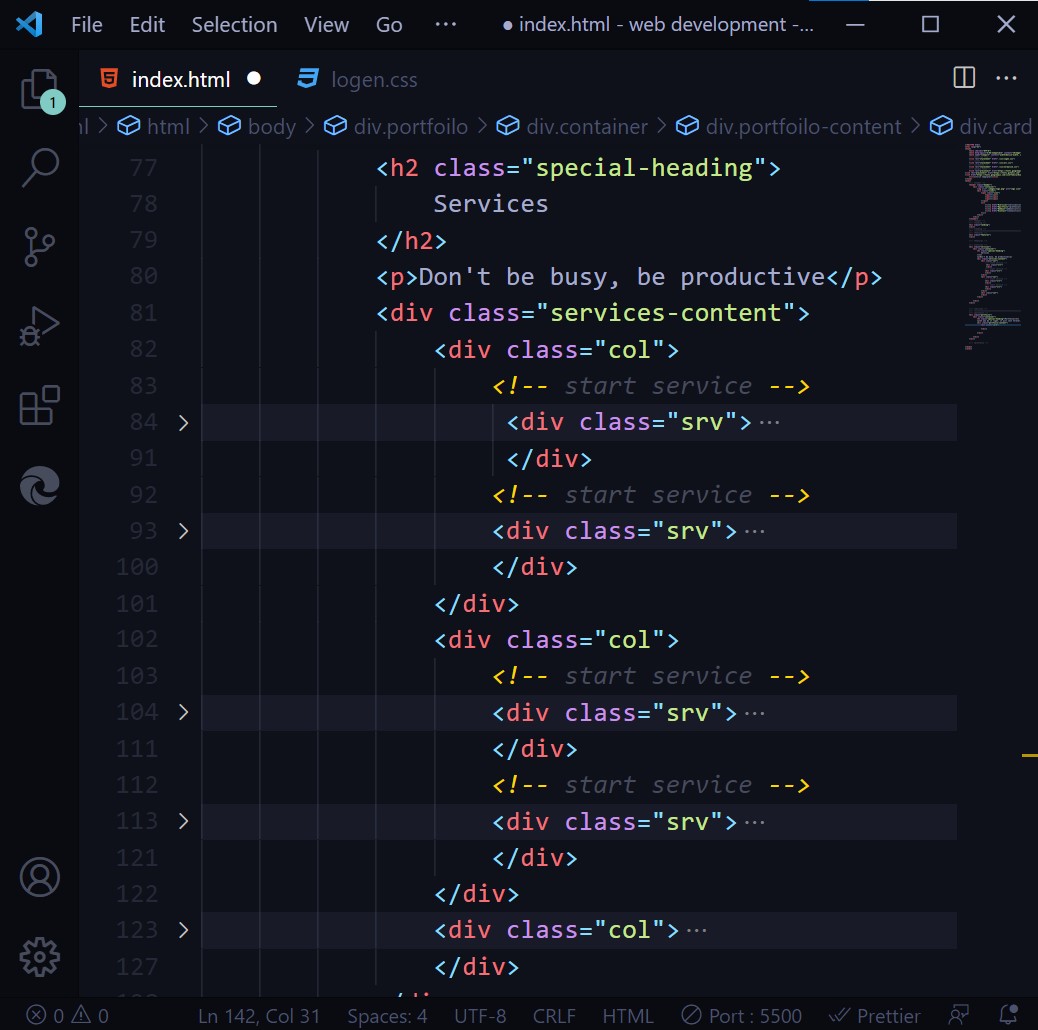 File Edit Selection View Go ··· ● index.html - web development -...
1
index.html ● logen.css ···
html > body > div.portfoilo > div.container > div.portfoilo-content > div.card
77 <h2 class="special-heading">
78 Services
79 </h2>
80 <p>Don't be busy, be productive</p>
81 <div class="services-content">
82 <div class="col">
83 <!-- start service -->
84 > <div class="srv">···
91 </div>
92 <!-- start service -->
93 > <div class="srv">···
100 </div>
101 </div>
102 <div class="col">
103 <!-- start service -->
104 > <div class="srv">···
111 </div>
112 <!-- start service -->
113 > <div class="srv">···
121 </div>
122 </div>
123 > <div class="col">···
127 </div>
0 0 Ln 142, Col 31 Spaces: 4 UTF-8 CRLF HTML Port : 5500 Prettier